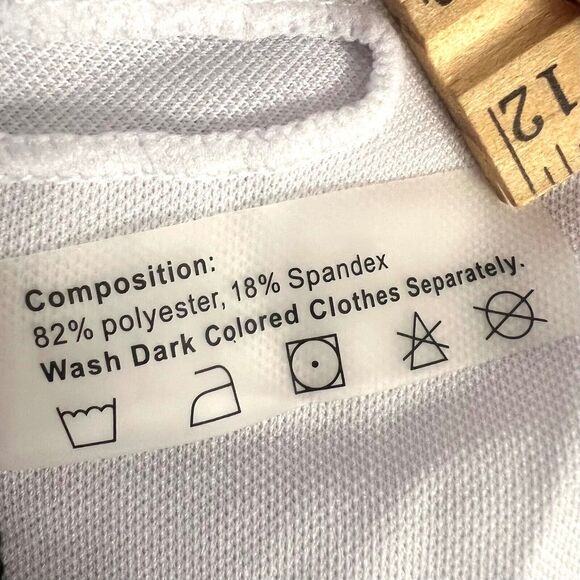 12
Composition:
82% polyester, 18% Spandex
Wash Dark Colored Clothes Separately.